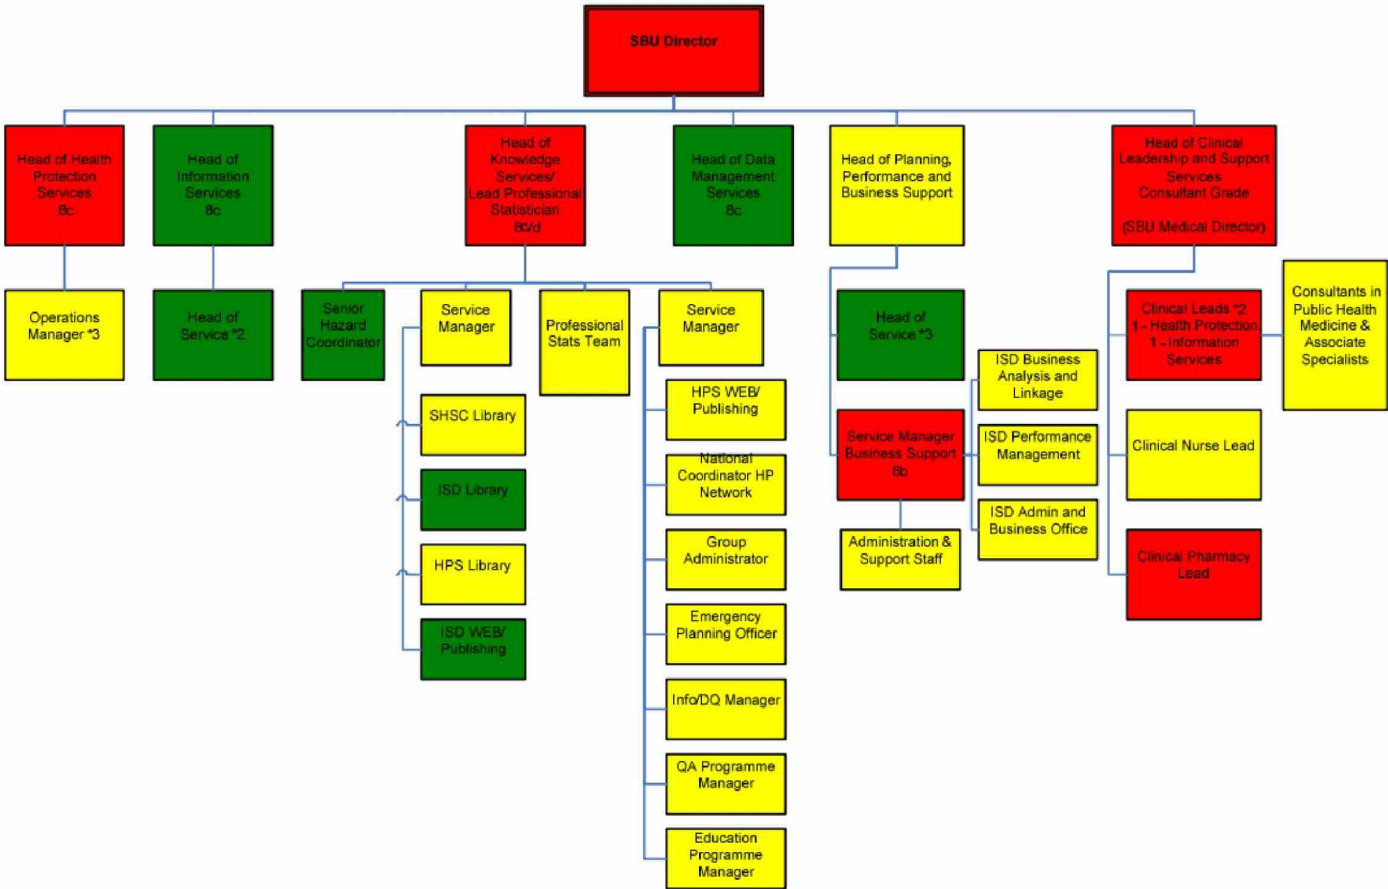 SBU Director
Head of Health
Protection
Services
8c
Head of
Information
Services
8c
Head of
Knowledge
Services/
Lead Professional
Statistician
8c/d
Head of Data
Management
Services
8c
Head of Planning,
Performance and
Business Support
Head of Clinical
Leadership and Support
Services
Consultant Grade
(SBU Medical Director)
Operations
Manager *3
Head of
Service *2
Senior
Hazard
Coordinator
Service
Manager
Professional
Stats Team
Service
Manager
Head of
Service *3
Clinical Leads *2
1 - Health Protection
1 - Information
Services
Consultants in
Public Health
Medicine &
Associate
Specialists
SHSC Library
ISD Library
HPS Library
ISD WEB/
Publishing
HPS WEB/
Publishing
National
Coordinator HP
Network
Group
Administrator
Emergency
Planning Officer
Info/DQ Manager
QA Programme
Manager
Education
Programme
Manager
Service Manager
Business Support
8b
Administration &
Support Staff
ISD Business
Analysis and
Linkage
ISD Performance
Management
ISD Admin and
Business Office
Clinical Nurse Lead
Clinical Pharmacy
Lead